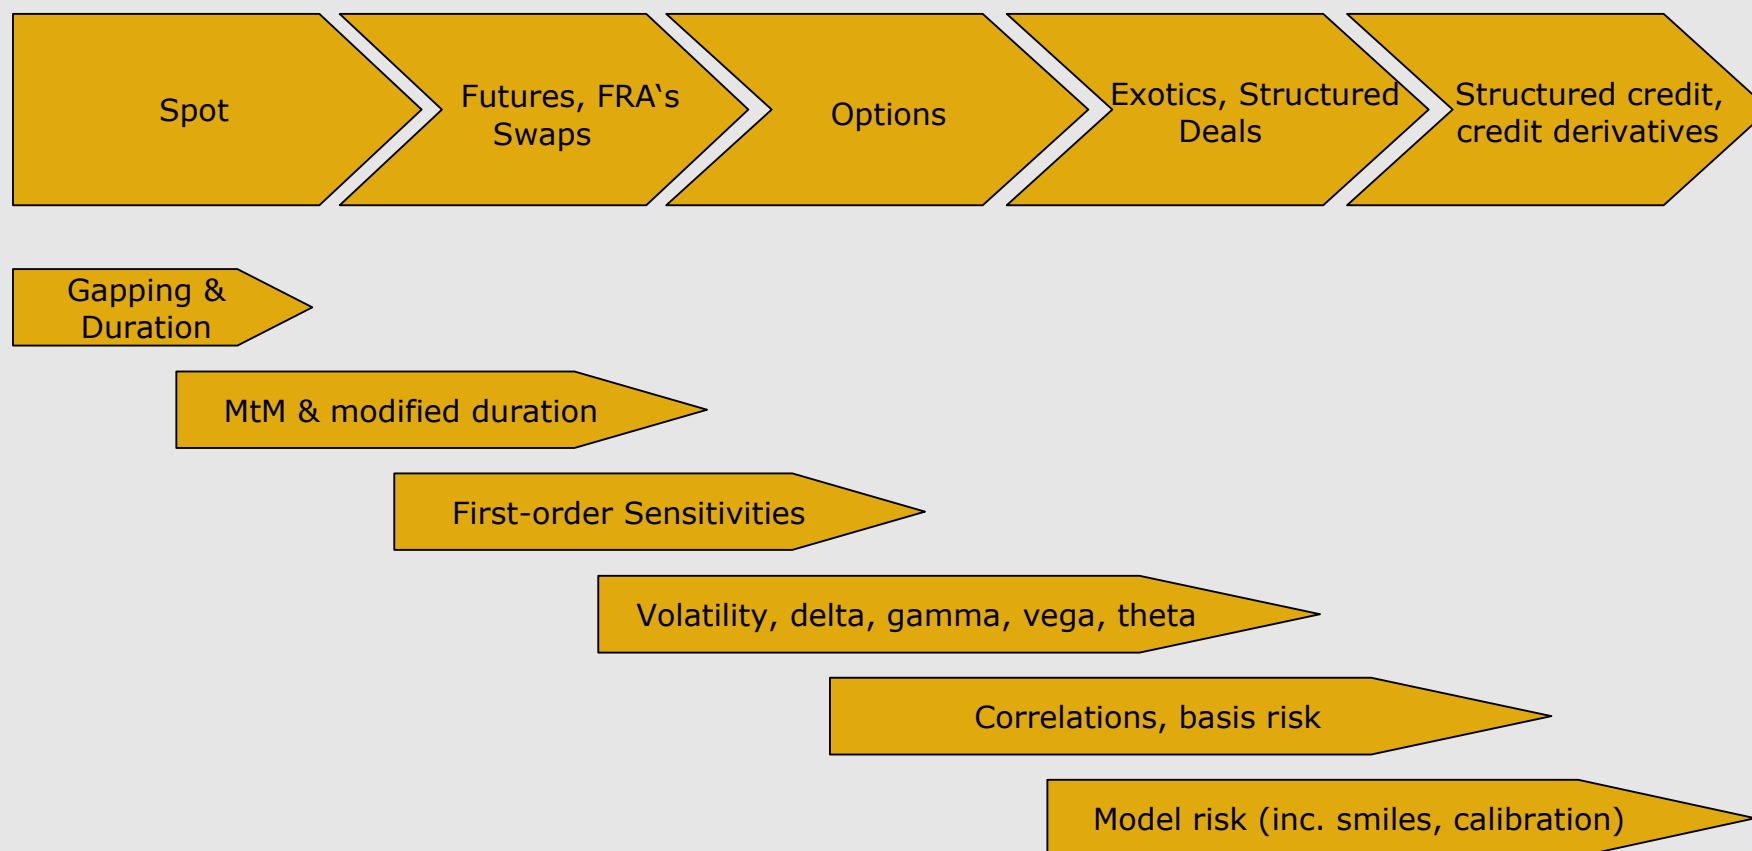 Spot
Futures, FRA‘s
Swaps
Options
Exotics, Structured
Deals
Structured credit,
credit derivatives
Gapping &
Duration
MtM & modified duration
First-order Sensitivities
Volatility, delta, gamma, vega, theta
Correlations, basis risk
Model risk (inc. smiles, calibration)